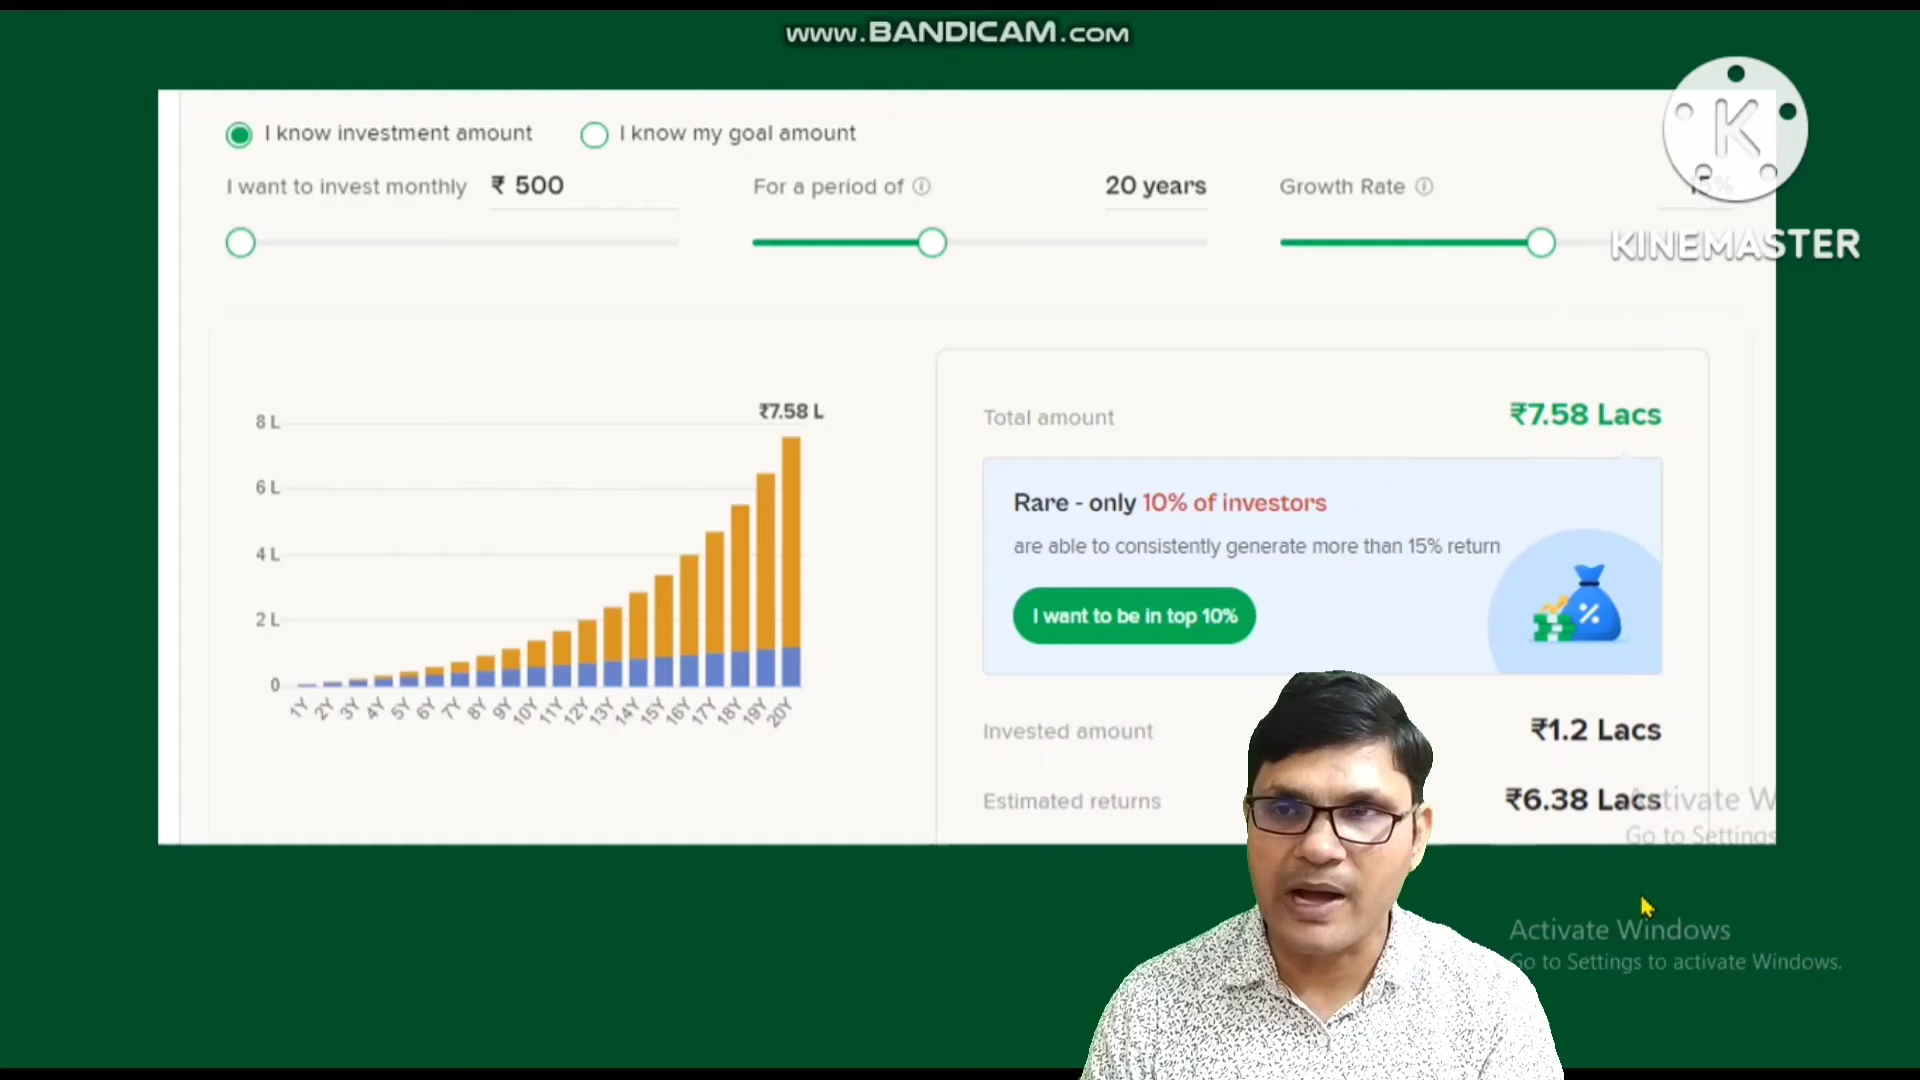 www.BANDICAM.com
I know investment amount
I know my goal amount
I want to invest monthly ₹ 500
For a period of 20 years
Growth Rate 15%
K
KINEMASTER
₹7.58 L
8 L
6 L
4 L
2 L
0
1Y 2Y 3Y 4Y 5Y 6Y 7Y 8Y 9Y 10Y 11Y 12Y 13Y 14Y 15Y 16Y 17Y 18Y 19Y 20Y
Total amount ₹7.58 Lacs
Rare - only 10% of investors
are able to consistently generate more than 15% return
I want to be in top 10%
%
Invested amount ₹1.2 Lacs
Estimated returns ₹6.38 Lacs
Go to Settings
Activate Windows
Go to Settings to activate Windows.